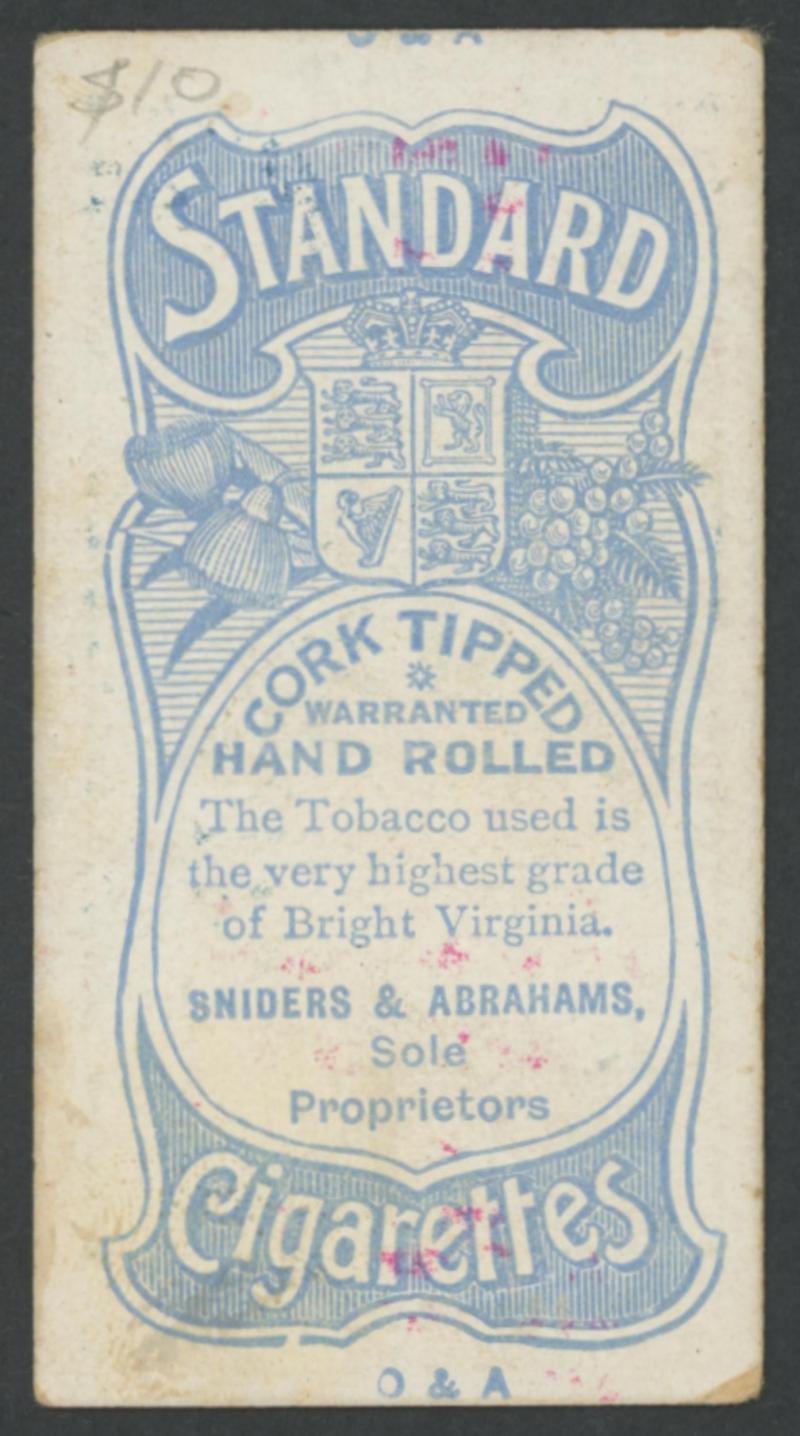 $10
STANDARD
CORK TIPPED
WARRANTED
HAND ROLLED
The Tobacco used is
the very highest grade
of Bright Virginia.
SNIDERS & ABRAHAMS,
Sole
Proprietors
Cigarettes
O & A